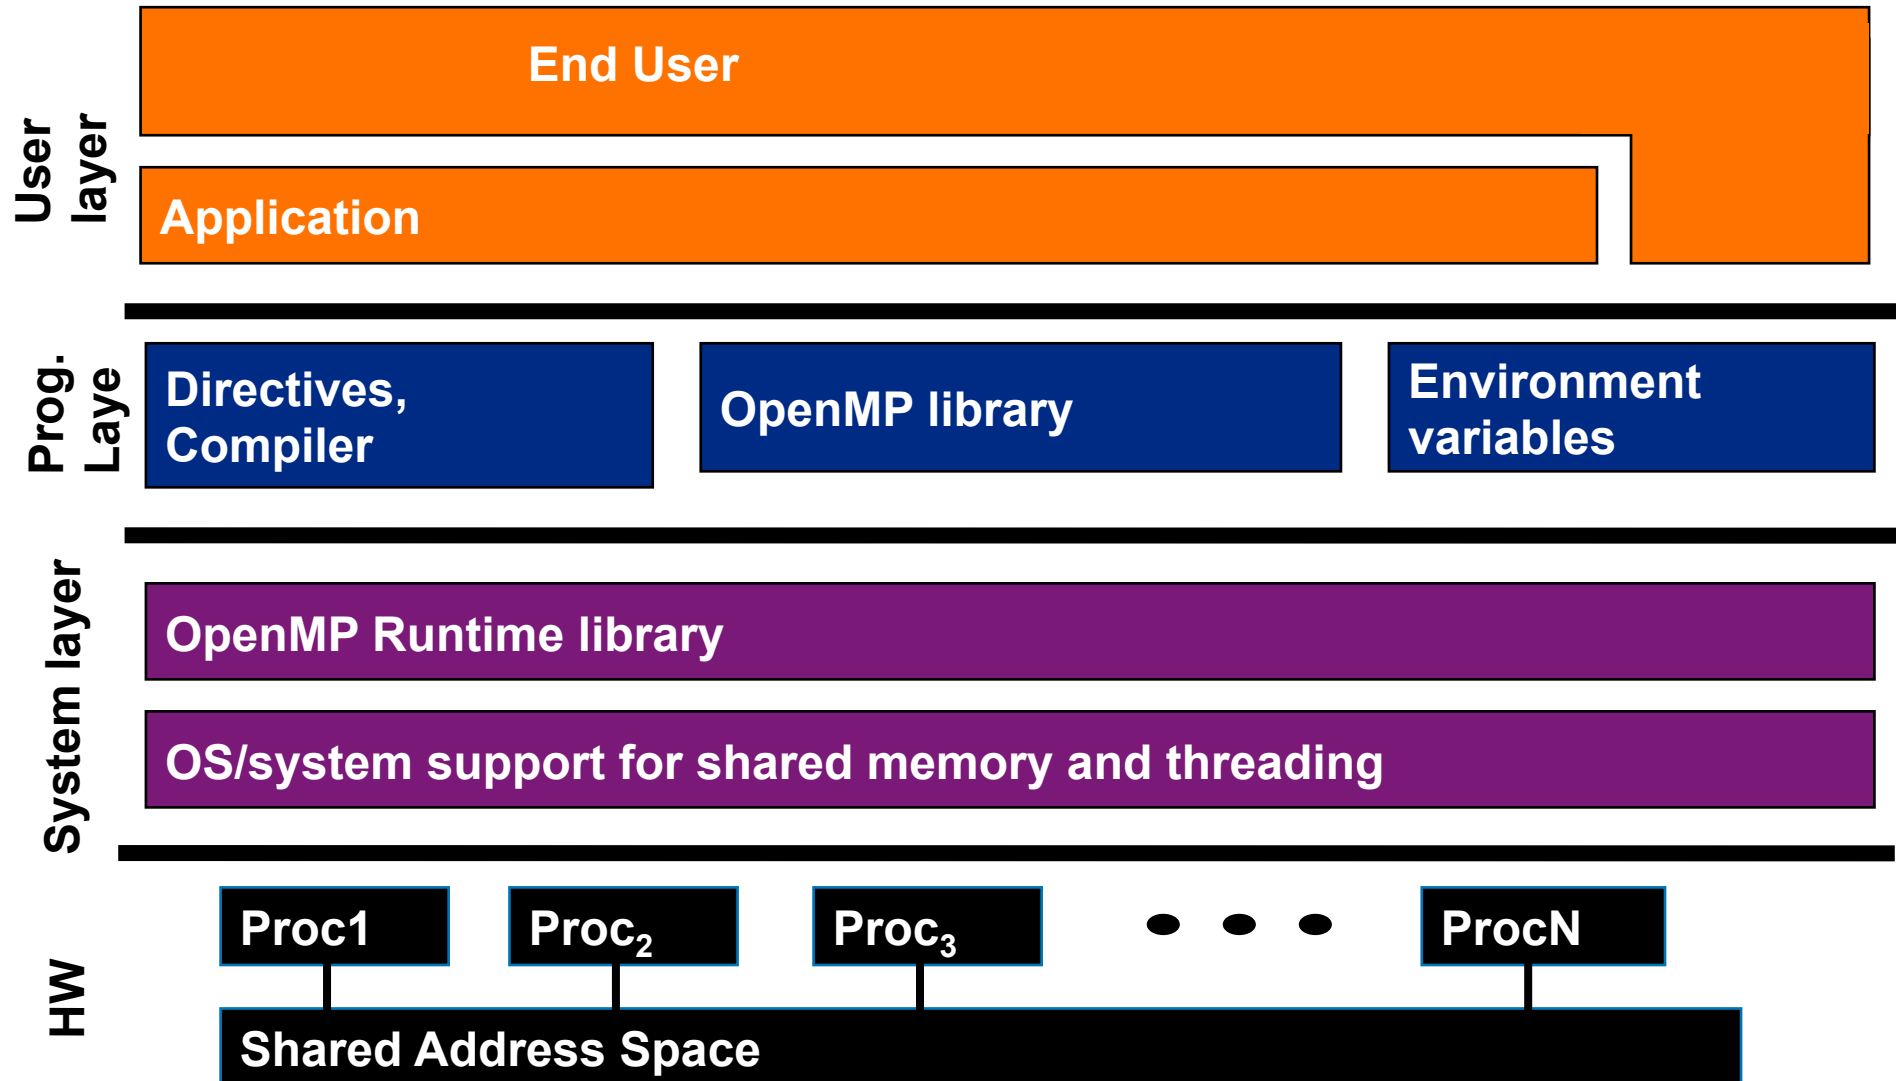 User
layer
End User
Application
Prog.
Laye
Directives,
Compiler
OpenMP library
Environment
variables
System layer
OpenMP Runtime library
OS/system support for shared memory and threading
HW
Proc1
Proc₂
Proc₃
ProcN
Shared Address Space